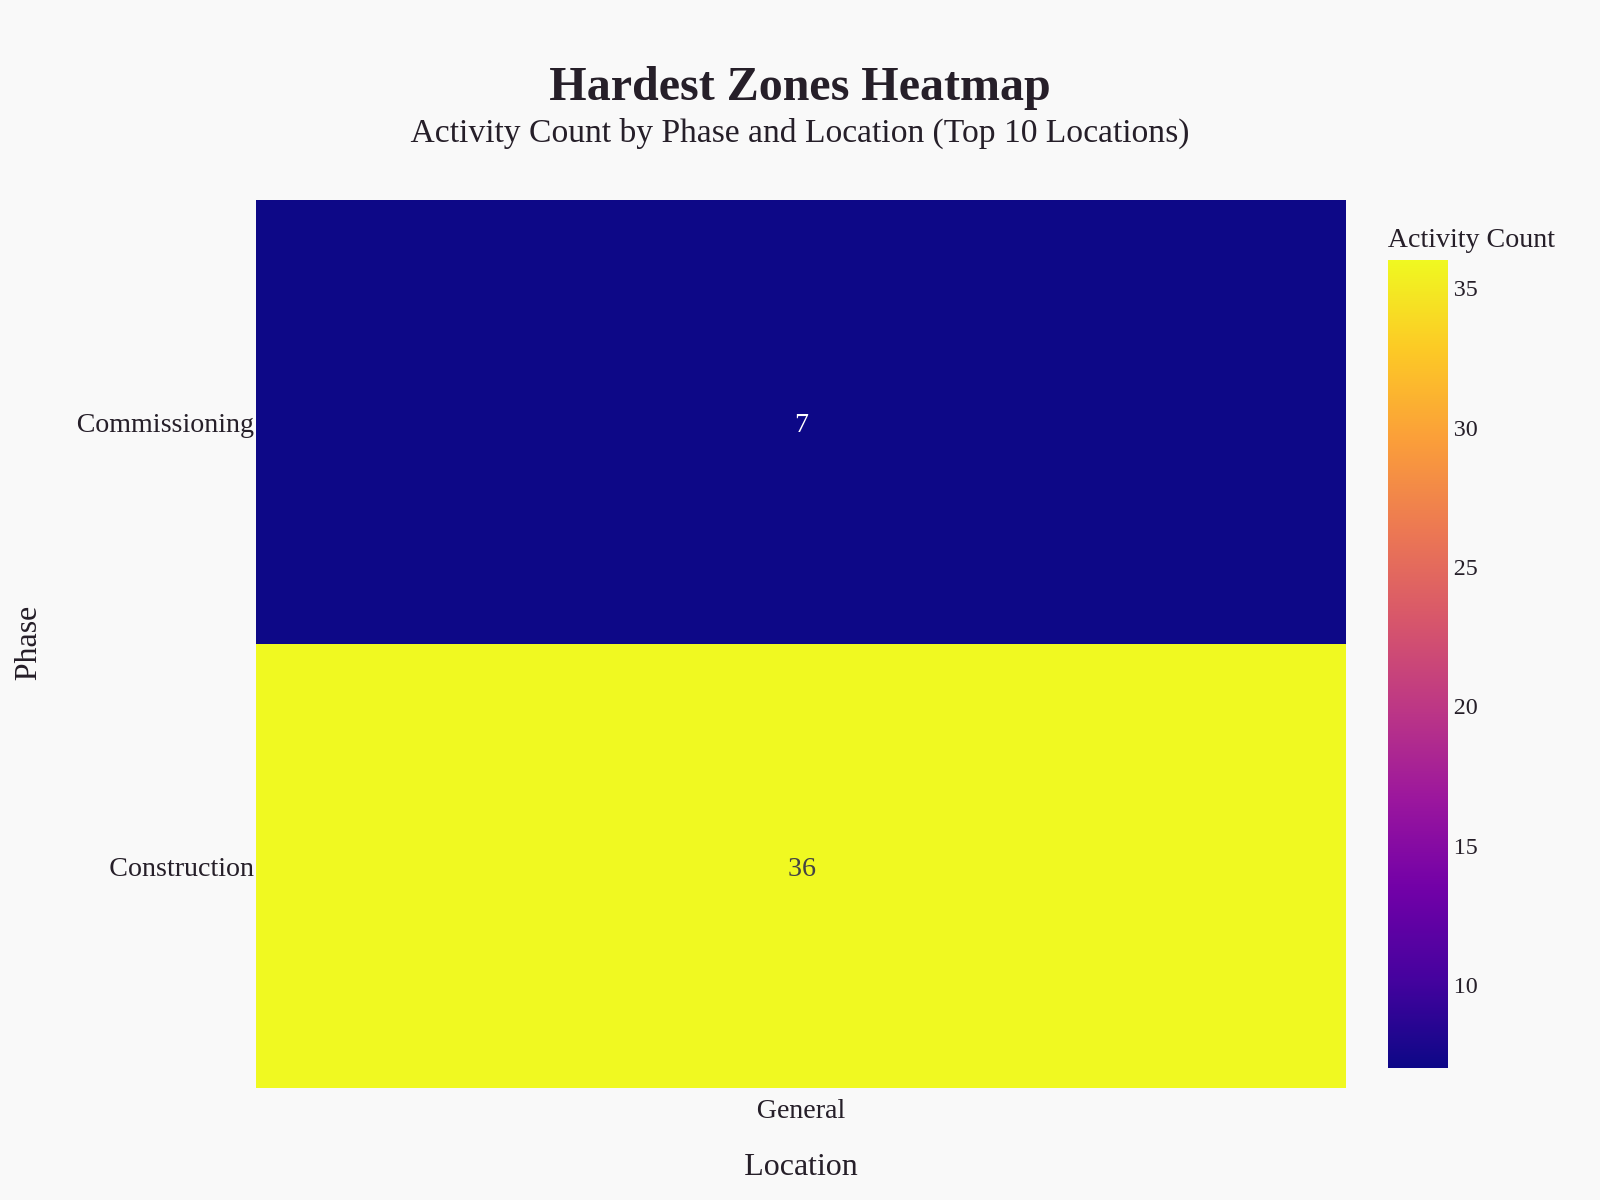 Hardest Zones Heatmap
Activity Count by Phase and Location (Top 10 Locations)
Activity Count
35
30
25
20
15
10
Phase
Commissioning
7
Construction
36
General
Location